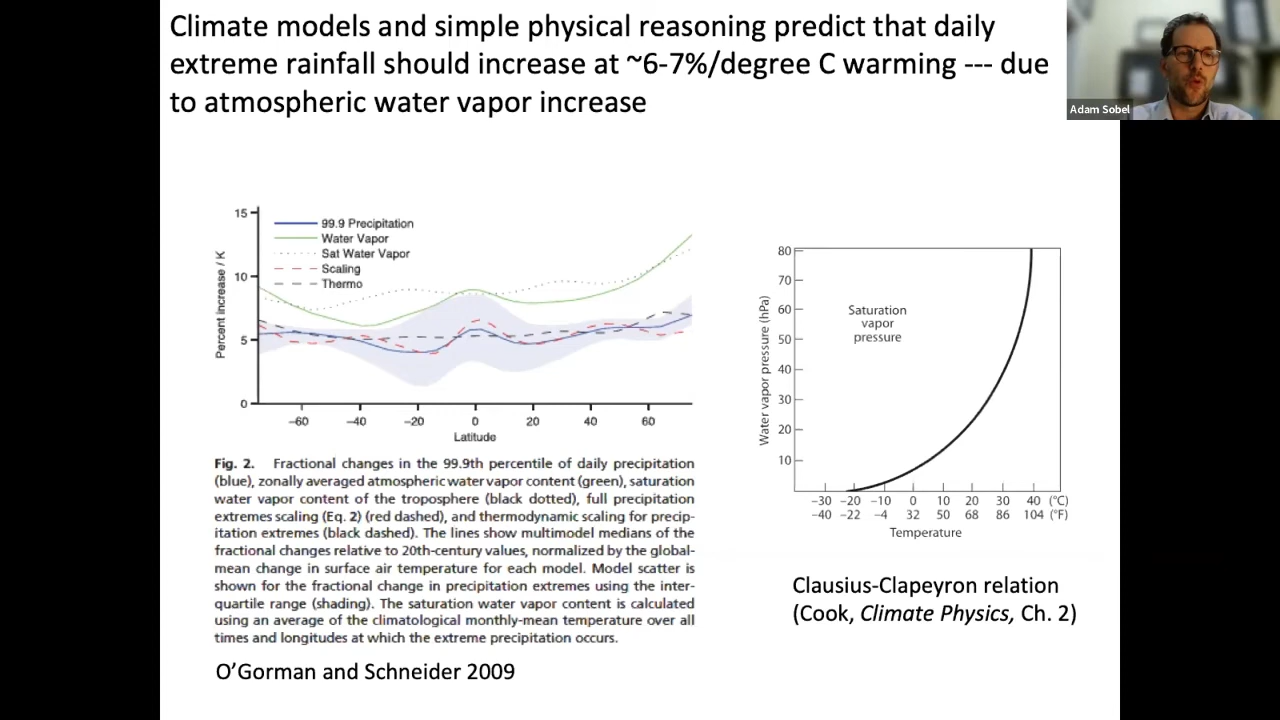 Climate models and simple physical reasoning predict that daily
extreme rainfall should increase at ~6-7%/degree C warming --- due
to atmospheric water vapor increase
Adam Sobel
15
10
5
0
Percent increase / K
99.9 Precipitation
Water Vapor
Sat Water Vapor
Scaling
Thermo
−60 −40 −20 0 20 40 60
Latitude
Fig. 2. Fractional changes in the 99.9th percentile of daily precipitation
(blue), zonally averaged atmospheric water vapor content (green), saturation
water vapor content of the troposphere (black dotted), full precipitation
extremes scaling (Eq. 2) (red dashed), and thermodynamic scaling for precip-
itation extremes (black dashed). The lines show multimodel medians of the
fractional changes relative to 20th-century values, normalized by the global-
mean change in surface air temperature for each model. Model scatter is
shown for the fractional change in precipitation extremes using the inter-
quartile range (shading). The saturation water vapor content is calculated
using an average of the climatological monthly-mean temperature over all
times and longitudes at which the extreme precipitation occurs.
O'Gorman and Schneider 2009
80
70
60
50
40
30
20
10
Water vapor pressure (hPa)
Saturation
vapor
pressure
−30 −20 −10 0 10 20 30 40 (°C)
−40 −22 −4 32 50 68 86 104 (°F)
Temperature
Clausius-Clapeyron relation
(Cook, Climate Physics, Ch. 2)